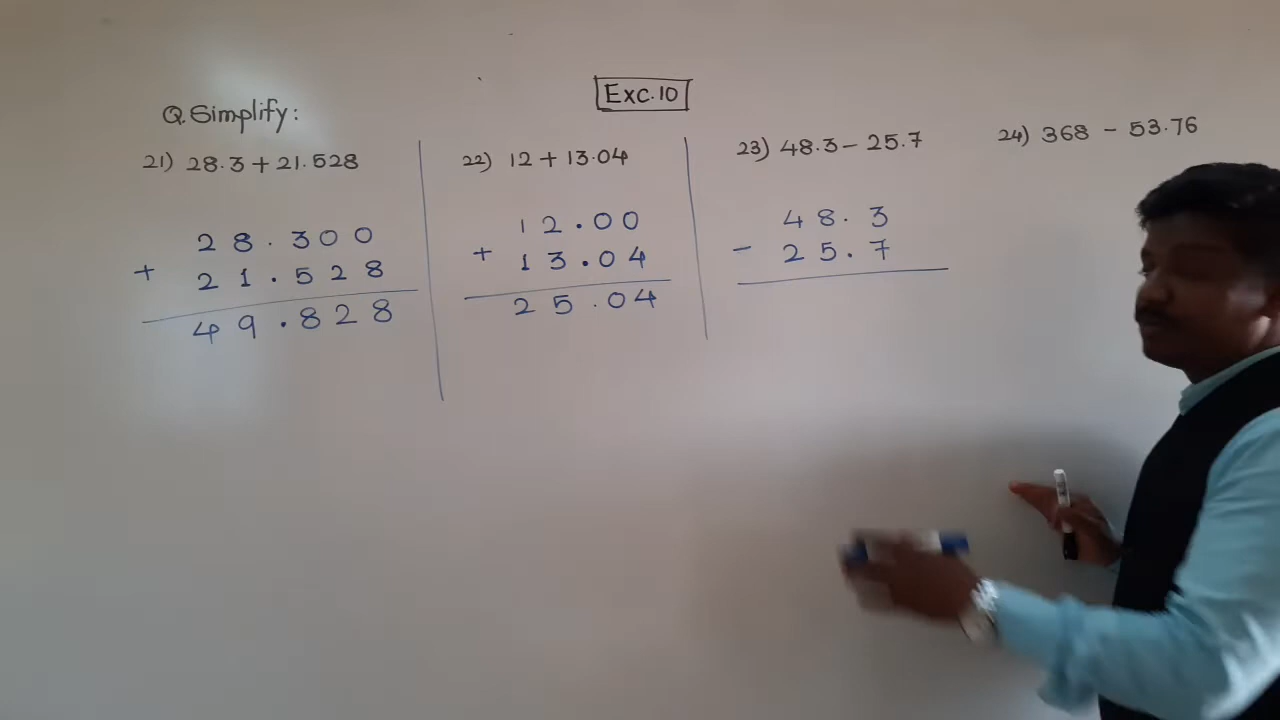 Exc.10
Q. Simplify:
21) 28.3 + 21.528
28.300
+ 21.528
49.828
22) 12 + 13.04
12.00
+ 13.04
25.04
23) 48.3 - 25.7
48.3
- 25.7
24) 368 - 53.76